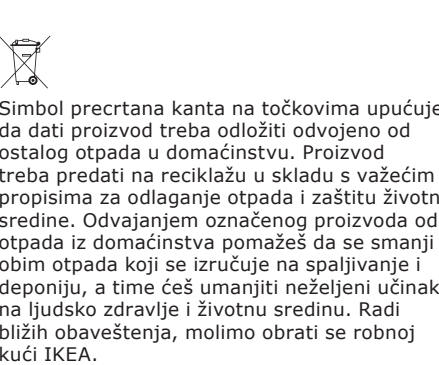 Simbol precrtana kanta na točkovima upućuje
da dati proizvod treba odložiti odvojeno od
ostalog otpada u domaćinstvu. Proizvod
treba predati na reciklažu u skladu s važećim
propisima za odlaganje otpada i zaštitu životn
sredine. Odvajanjem označenog proizvoda od
otpada iz domaćinstva pomažeš da se smanji
obim otpada koji se izručuje na spaljivanje i
deponiju, a time ćeš umanjiti neželjeni učinak
na ljudsko zdravlje i životnu sredinu. Radi
bližih obaveštenja, molimo obrati se robnoj
kući IKEA.